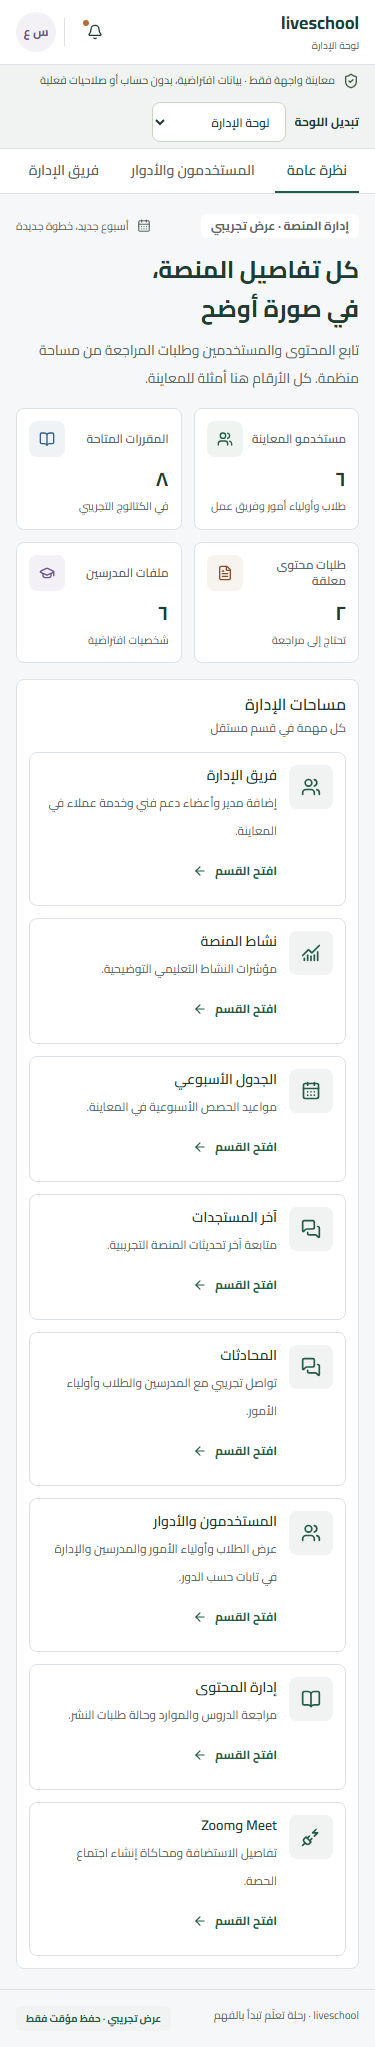 liveschool
لوحة الإدارة
س ع
معاينة واجهة فقط · بيانات افتراضية، بدون حساب أو صلاحيات فعلية
تبديل اللوحة
لوحة الإدارة
نظرة عامة
المستخدمون والأدوار
فريق الإدارة
إدارة المنصة · عرض تجريبي
أسبوع جديد، خطوة جديدة
كل تفاصيل المنصة،
في صورة أوضح
تابع المحتوى والمستخدمين وطلبات المراجعة من مساحة
منظمة. كل الأرقام هنا أمثلة للمعاينة.
مستخدمو المعاينة
٦
طلاب وأولياء أمور وفريق عمل
المقررات المتاحة
٨
في الكتالوج التجريبي
طلبات محتوى
معلقة
٢
تحتاج إلى مراجعة
ملفات المدرسين
٦
شخصيات افتراضية
مساحات الإدارة
كل مهمة في قسم مستقل
فريق الإدارة
إضافة مدير وأعضاء دعم فني وخدمة عملاء في
المعاينة.
افتح القسم
نشاط المنصة
مؤشرات النشاط التعليمي التوضيحية.
افتح القسم
الجدول الأسبوعي
مواعيد الحصص الأسبوعية في المعاينة.
افتح القسم
آخر المستجدات
متابعة آخر تحديثات المنصة التجريبية.
افتح القسم
المحادثات
تواصل تجريبي مع المدرسين والطلاب وأولياء
الأمور.
افتح القسم
المستخدمون والأدوار
عرض الطلاب وأولياء الأمور والمدرسين والإدارة
في تابات حسب الدور.
افتح القسم
إدارة المحتوى
مراجعة الدروس والموارد وحالة طلبات النشر.
افتح القسم
Zoomg Meet
تفاصيل الاستضافة ومحاكاة إنشاء اجتماع
الحصة.
افتح القسم
liveschool · رحلة تعلّم تبدأ بالفهم
عرض تجريبي · حفظ مؤقت فقط